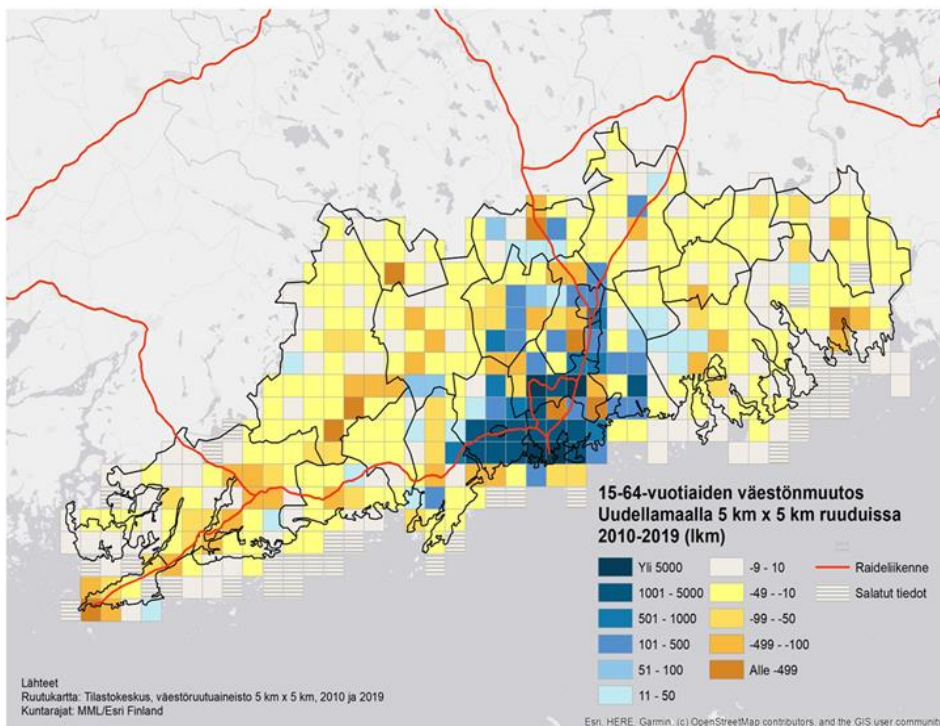 15-64-vuotiaiden väestönmuutos
Uudellamaalla 5 km x 5 km ruuduissa
2010-2019 (lkm)
Yli 5000
1001 - 5000
501 - 1000
101 - 500
51 - 100
11 - 50
-9 - 10
-49 - -10
-99 - -50
-499 - -100
Alle -499
Raideliikenne
Salatut tiedot
Lähteet
Ruutukartta: Tilastokeskus, väestöruutuaineisto 5 km x 5 km, 2010 ja 2019
Kuntarajat: MML/Esri Finland
Esri, HERE, Garmin, (c) OpenStreetMap contributors, and the GIS user communit